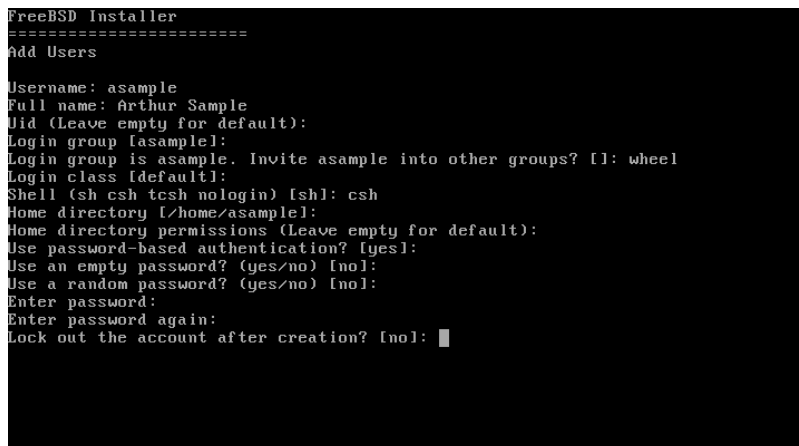 FreeBSD Installer
========================
Add Users
Username: asample
Full name: Arthur Sample
Uid (Leave empty for default):
Login group [asample]:
Login group is asample. Invite asample into other groups? []: wheel
Login class [default]:
Shell (sh csh tcsh nologin) [sh]: csh
Home directory [/home/asample]:
Home directory permissions (Leave empty for default):
Use password-based authentication? [yes]:
Use an empty password? (yes/no) [no]:
Use a random password? (yes/no) [no]:
Enter password:
Enter password again:
Lock out the account after creation? [no]: